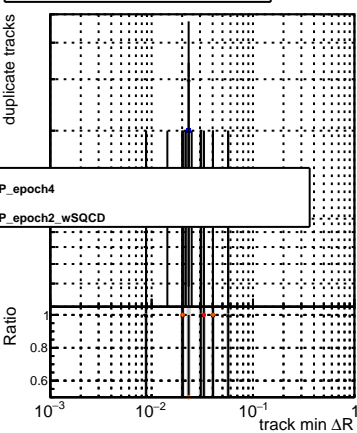 duplicate tracks
P_epoch4
P_epoch2_wSQCD
Ratio
1
0.8
0.6
10⁻³ 10⁻² 10⁻¹ 1
track min ΔR